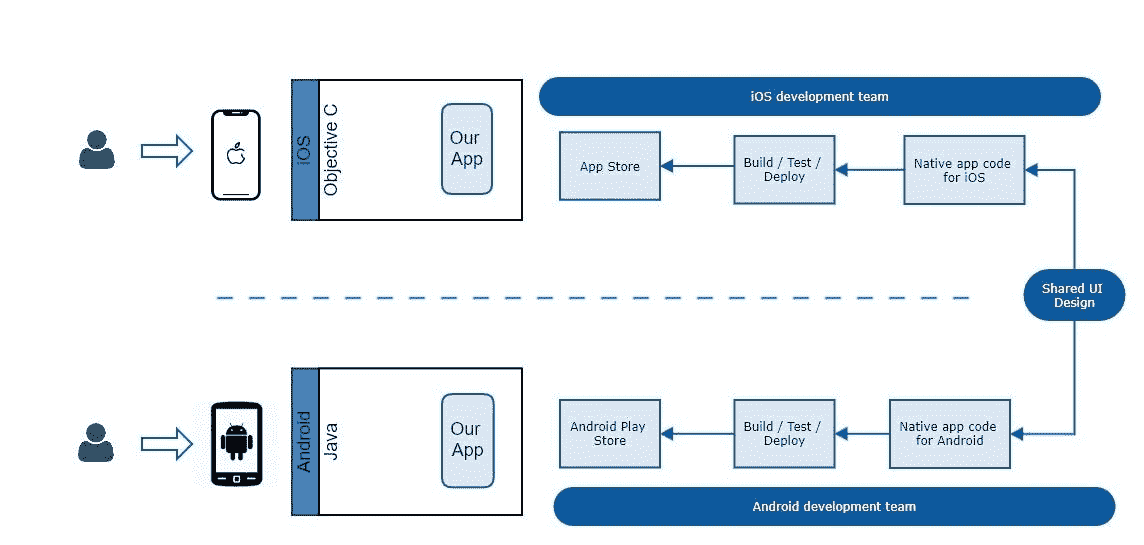 iOS development team
iOS
Objective C
Our
App
App Store
Build / Test /
Deploy
Native app code
for iOS
Shared UI
Design
Android
Java
Our
App
Android Play
Store
Build / Test /
Deploy
Native app code
for Android
Android development team